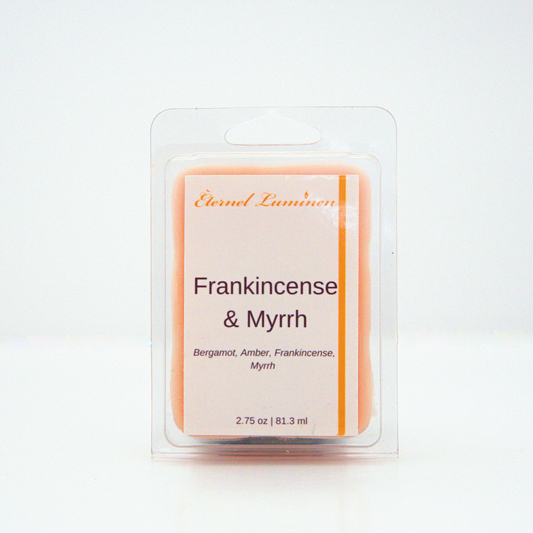 Èternel Luminen
Frankincense
& Myrrh
Bergamot, Amber, Frankincense,
Myrrh
2.75 oz | 81.3 ml